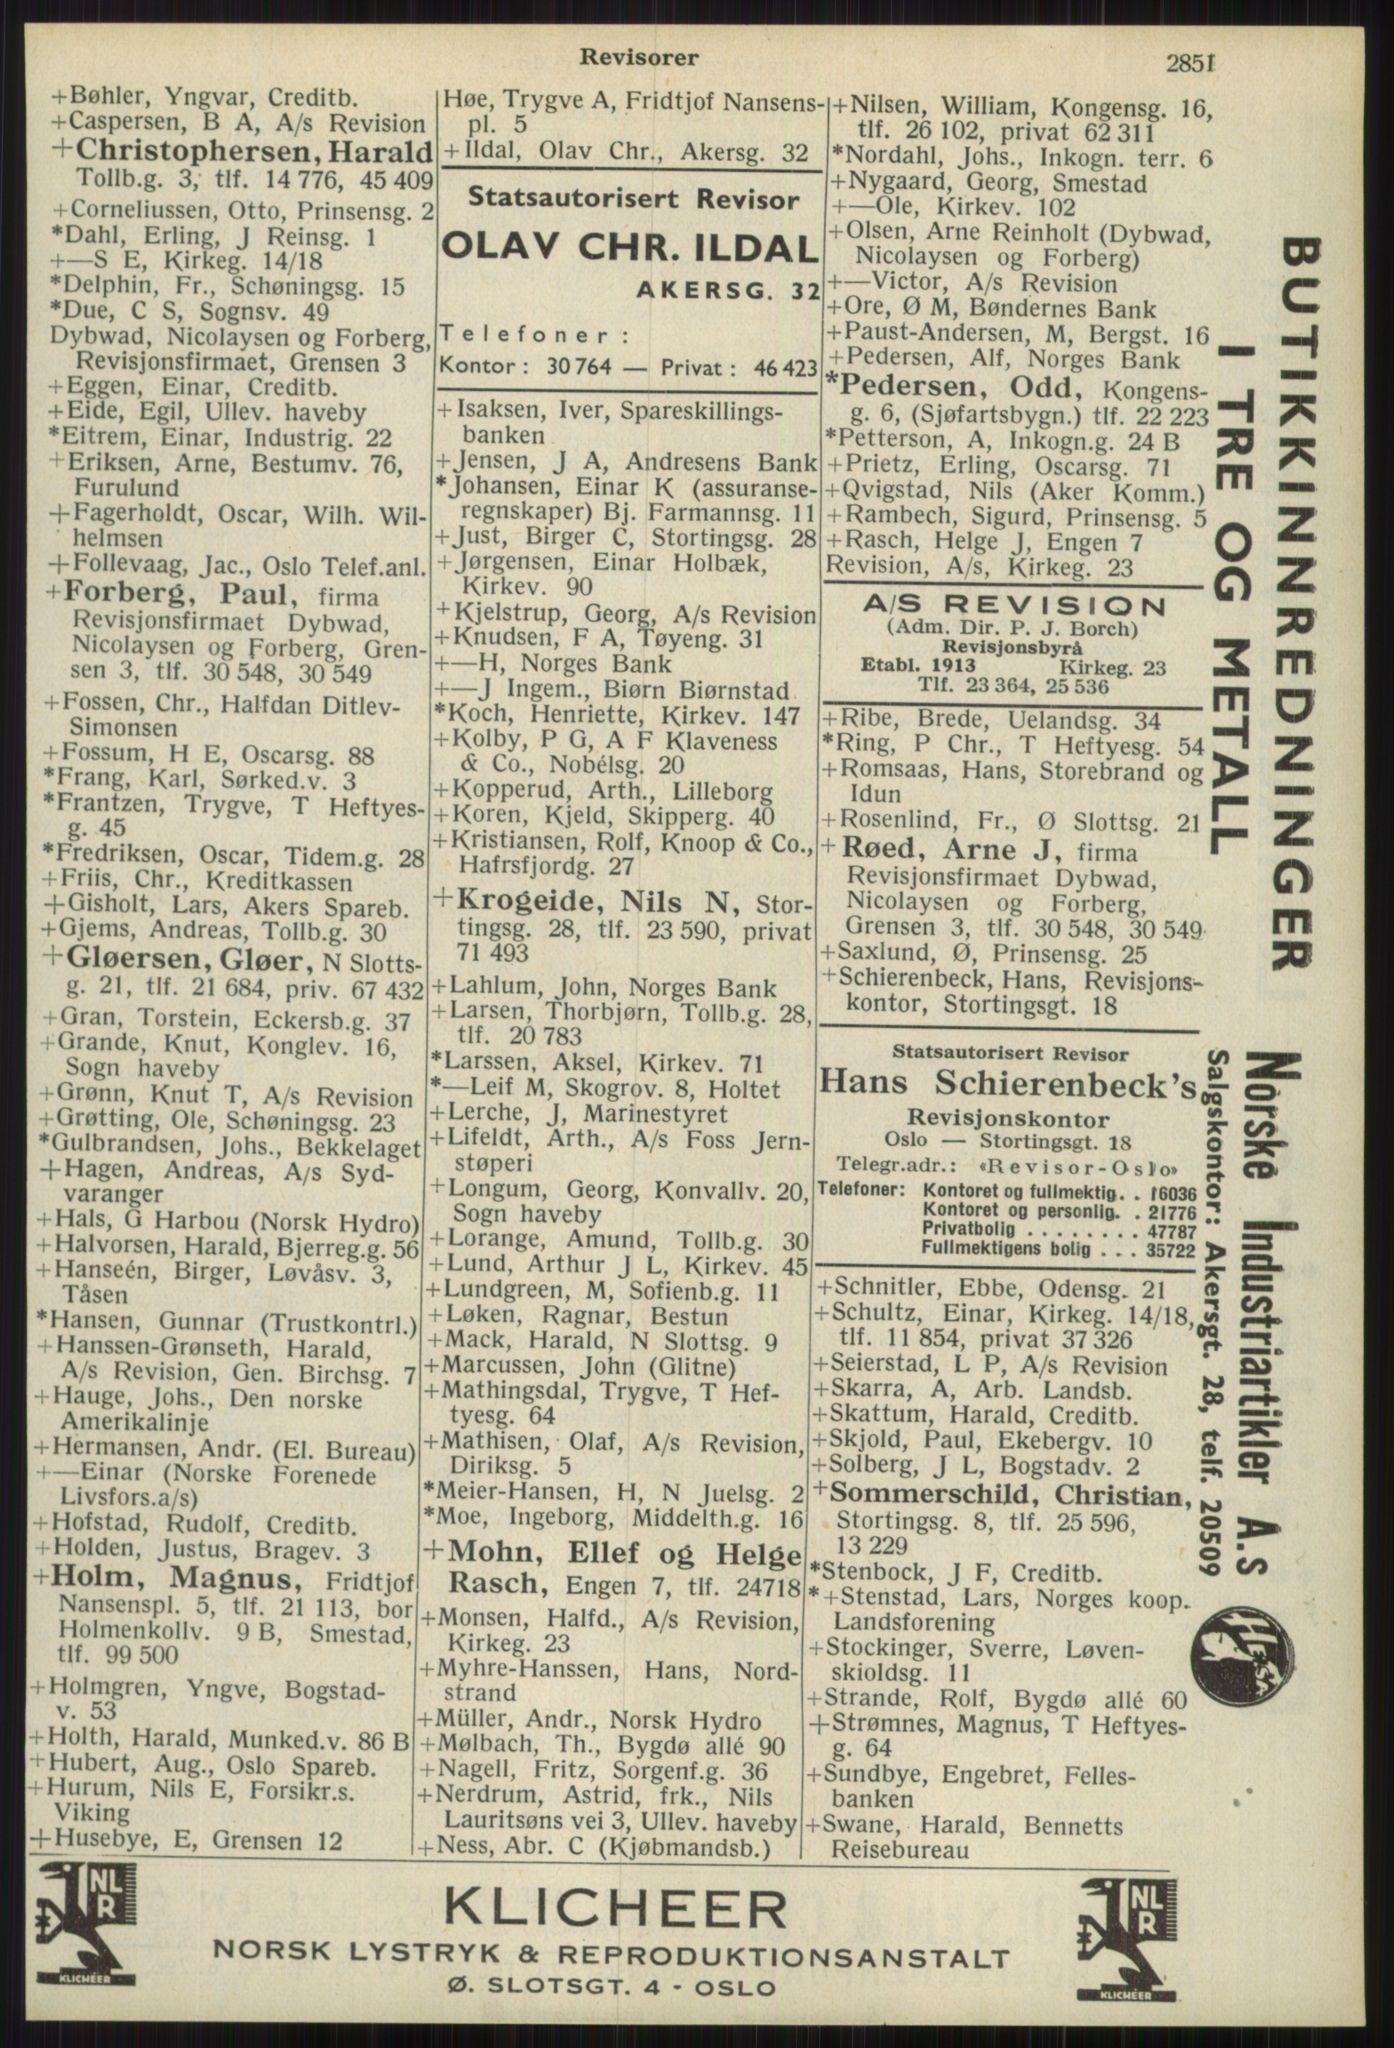 Revisorer
2851
+Bøhler, Yngvar, Creditb.
+Caspersen, B A, A/s Revision
+Christophersen, Harald
Tollb.g. 3, tlf. 14 776, 45 409
+Corneliussen, Otto, Prinsensg. 2
*Dahl, Erling, J Reinsg. 1
+—S E, Kirkeg. 14/18
*Delphin, Fr., Schøningsg. 15
*Due, C S, Sognsv. 49
Dybwad, Nicolaysen og Forberg,
Revisjonsfirmaet, Grensen 3
+Eggen, Einar, Creditb.
+Eide, Egil, Ullev. haveby
*Eitrem, Einar, Industrig. 22
+Eriksen, Arne, Bestumv. 76,
Furulund
+Fagerholdt, Oscar, Wilh. Wil-
helmsen
+Follevaag, Jac., Oslo Telef.anl.
+Forberg, Paul, firma
Revisjonsfirmaet Dybwad,
Nicolaysen og Forberg, Gren-
sen 3, tlf. 30 548, 30 549
+Fossen, Chr., Halfdan Ditlev-
Simonsen
+Fossum, H E, Oscarsg. 88
*Frang, Karl, Sørked.v. 3
*Frantzen, Trygve, T Heftyes-
g. 45
*Fredriksen, Oscar, Tidem.g. 28
+Friis, Chr., Kreditkassen
+Gisholt, Lars, Akers Spareb.
+Gjems, Andreas, Tollb.g. 30
+Gløersen, Gløer, N Slotts-
g. 21, tlf. 21 684, priv. 67 432
+Gran, Torstein, Eckersb.g. 37
+Grande, Knut, Konglev. 16,
Sogn haveby
+Grønn, Knut T, A/s Revision
+Grøtting, Ole, Schøningsg. 23
*Gulbrandsen, Johs., Bekkelaget
+Hagen, Andreas, A/s Syd-
varanger
+Hals, G Harbou (Norsk Hydro)
+Halvorsen, Harald, Bjerreg.g. 56
+Hanseén, Birger, Løvåsv. 3,
Tåsen
*Hansen, Gunnar (Trustkontrl.)
+Hanssen-Grønseth, Harald,
A/s Revision, Gen. Birchsg. 7
+Hauge, Johs., Den norske
Amerikalinje
+Hermansen, Andr. (El. Bureau)
+—Einar (Norske Forenede
Livsfors.a/s)
+Hofstad, Rudolf, Creditb.
+Holden, Justus, Bragev. 3
+Holm, Magnus, Fridtjof
Nansenspl. 5, tlf. 21 113, bor
Holmenkollv. 9 B, Smestad,
tlf. 99 500
+Holmgren, Yngve, Bogstad-
v. 53
+Holth, Harald, Munked.v. 86 B
+Hubert, Aug., Oslo Spareb.
+Hurum, Nils E, Forsikr.s.
Viking
+Husebye, E, Grensen 12
Høe, Trygve A, Fridtjof Nansens-
pl. 5
+Ildal, Olav Chr., Akersg. 32
Statsautorisert Revisor
OLAV CHR. ILDAL
AKERSG. 32
Telefoner:
Kontor: 30 764 — Privat: 46 423
+Isaksen, Iver, Spareskillings-
banken
+Jensen, J A, Andresens Bank
*Johansen, Einar K (assuranse-
regnskaper) Bj. Farmannsg. 11
+Just, Birger C, Stortingsg. 28
+Jørgensen, Einar Holbæk,
Kirkev. 90
+Kjelstrup, Georg, A/s Revision
+Knudsen, F A, Tøyeng. 31
+—H, Norges Bank
+—J Ingem., Biørn Biørnstad
*Koch, Henriette, Kirkev. 147
+Kolby, P G, A F Klaveness
& Co., Nobélsg. 20
+Kopperud, Arth., Lilleborg
+Koren, Kjeld, Skipperg. 40
+Kristiansen, Rolf, Knoop & Co.,
Hafrsfjordg. 27
+Krogeide, Nils N, Stor-
tingsg. 28, tlf. 23 590, privat
71 493
+Lahlum, John, Norges Bank
+Larsen, Thorbjørn, Tollb.g. 28,
tlf. 20 783
*Larssen, Aksel, Kirkev. 71
*—Leif M, Skogrov. 8, Holtet
+Lerche, J, Marinestyret
+Lifeldt, Arth., A/s Foss Jern-
støperi
+Longum, Georg, Konvallv. 20,
Sogn haveby
+Lorange, Amund, Tollb.g. 30
+Lund, Arthur J L, Kirkev. 45
+Lundgreen, M, Sofienb.g. 11
+Løken, Ragnar, Bestun
+Mack, Harald, N Slottsg. 9
+Marcussen, John (Glitne)
+Mathingsdal, Trygve, T Hef-
tyesg. 64
+Mathisen, Olaf, A/s Revision,
Diriksg. 5
*Meier-Hansen, H, N Juelsg. 2
*Moe, Ingeborg, Middelth.g. 16
+Mohn, Ellef og Helge
Rasch, Engen 7, tlf. 24718
+Monsen, Halfd., A/s Revision,
Kirkeg. 23
+Myhre-Hanssen, Hans, Nord-
strand
+Müller, Andr., Norsk Hydro
+Mølbach, Th., Bygdø allé 90
+Nagell, Fritz, Sorgenf.g. 36
+Nerdrum, Astrid, frk., Nils
Lauritsøns vei 3, Ullev. haveby
+Ness, Abr. C (Kjøbmandsb.)
+Nilsen, William, Kongensg. 16,
tlf. 26 102, privat 62 311
*Nordahl, Johs., Inkogn. terr. 6
+Nygaard, Georg, Smestad
+—Ole, Kirkev. 102
+Olsen, Arne Reinholt (Dybwad,
Nicolaysen og Forberg)
+—Victor, A/s Revision
+Ore, Ø M, Bøndernes Bank
+Paust-Andersen, M, Bergst. 16
+Pedersen, Alf, Norges Bank
*Pedersen, Odd, Kongens-
g. 6, (Sjøfartsbygn.) tlf. 22 223
*Petterson, A, Inkogn.g. 24 B
+Prietz, Erling, Oscarsg. 71
+Qvigstad, Nils (Aker Komm.)
+Rambech, Sigurd, Prinsensg. 5
+Rasch, Helge J, Engen 7
Revision, A/s, Kirkeg. 23
A/S REVISION
(Adm. Dir. P. J. Borch)
Revisjonsbyrå
Etabl. 1913 Kirkeg. 23
Tlf. 23 364, 25 536
+Ribe, Brede, Uelandsg. 34
*Ring, P Chr., T Heftyesg. 54
+Romsaas, Hans, Storebrand og
Idun
+Rosenlind, Fr., Ø Slottsg. 21
+Røed, Arne J, firma
Revisjonsfirmaet Dybwad,
Nicolaysen og Forberg,
Grensen 3, tlf. 30 548, 30 549
+Saxlund, Ø, Prinsensg. 25
+Schierenbeck, Hans, Revisjons-
kontor, Stortingsgt. 18
Statsautorisert Revisor
Hans Schierenbeck's
Revisjonskontor
Oslo — Stortingsgt. 18
Telegr.adr.: «Revisor-Oslo»
Telefoner: Kontoret og fullmektig. . 16036
Kontoret og personlig. . 21776
Privatbolig . . . . . . . . 47787
Fullmektigens bolig . . . 35722
+Schnitler, Ebbe, Odensg. 21
+Schultz, Einar, Kirkeg. 14/18,
tlf. 11 854, privat 37 326
+Seierstad, L P, A/s Revision
+Skarra, A, Arb. Landsb.
+Skattum, Harald, Creditb.
+Skjold, Paul, Ekebergv. 10
+Solberg, J L, Bogstadv. 2
+Sommerschild, Christian,
Stortingsg. 8, tlf. 25 596,
13 229
*Stenbock, J F, Creditb.
*+Stenstad, Lars, Norges koop.
Landsforening
+Stockinger, Sverre, Løven-
skioldsg. 11
+Strande, Rolf, Bygdø allé 60
+Strømnes, Magnus, T Heftyes-
g. 64
+Sundbye, Engebret, Felles-
banken
+Swane, Harald, Bennetts
Reisebureau
BUTIKKINNREDNINGER
I TRE OG METALL
NORSKE INDUSTRIARTIKLER A.S
Salgskontor: Akersgt. 28, telf. 20509
NLR
KLICHEER
KLICHEER
NORSK LYSTRYK & REPRODUKTIONSANSTALT
Ø. SLOTSGT. 4 - OSLO
NLR
KLICHEER